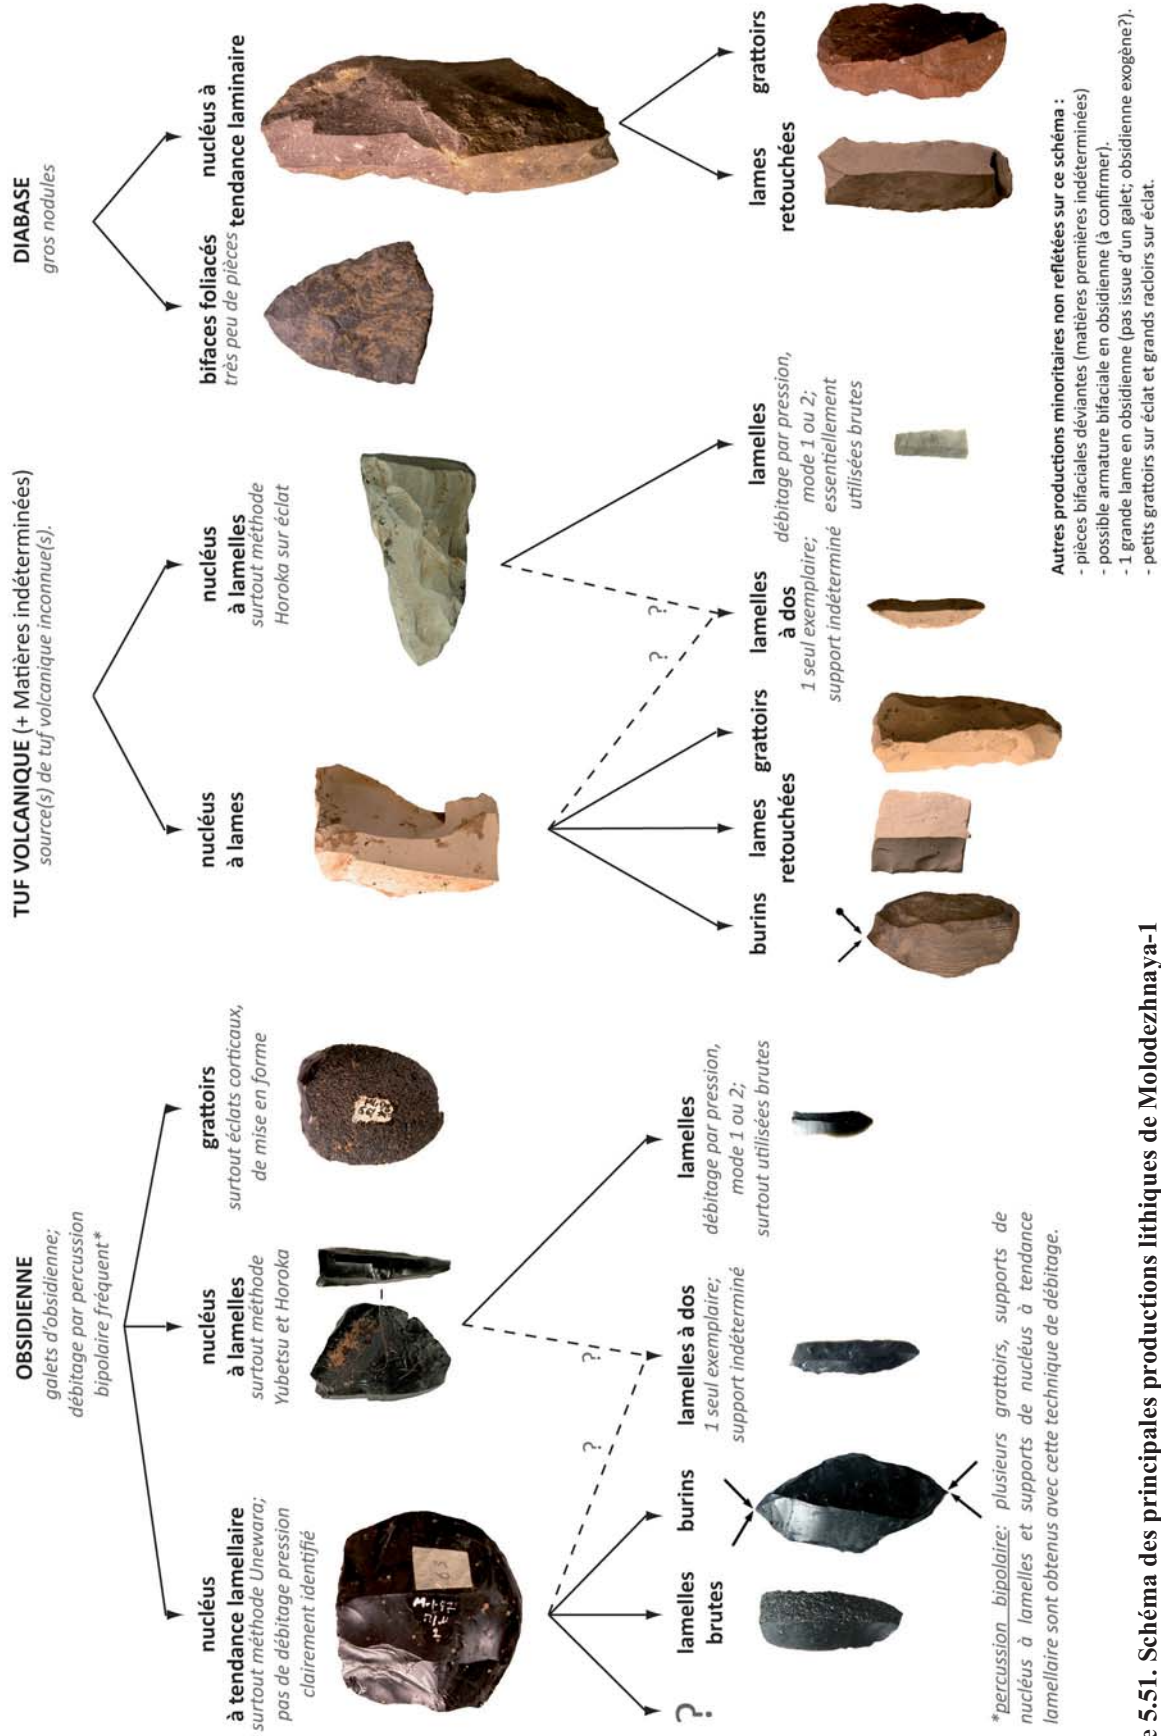 OBSIDIENNE
galets d'obsidienne;
débitage par percussion
bipolaire fréquent*
nucléus
à tendance lamellaire
surtout méthode Unewara;
pas de débitage pression
clairement identifié
nucléus
à lamelles
surtout méthode
Yubetsu et Horoka
grattoirs
surtout éclats corticaux,
de mise en forme
?
lamelles
brutes
burins
?
?
lamelles à dos
1 seul exemplaire;
support indéterminé
lamelles
débitage par pression,
mode 1 ou 2;
surtout utilisées brutes
*percussion bipolaire: plusieurs grattoirs, supports de
nucléus à lamelles et supports de nucléus à tendance
lamellaire sont obtenus avec cette technique de débitage.
TUF VOLCANIQUE (+ Matières indéterminées)
source(s) de tuf volcanique inconnue(s).
nucléus
à lames
nucléus
à lamelles
surtout méthode
Horoka sur éclat
burins
lames
retouchées
grattoirs
?
?
lamelles
à dos
1 seul exemplaire;
support indéterminé
lamelles
débitage par pression,
mode 1 ou 2;
essentiellement
utilisées brutes
DIABASE
gros nodules
bifaces foliacés
très peu de pièces
nucléus à
tendance laminaire
lames
retouchées
grattoirs
Autres productions minoritaires non reflétées sur ce schéma :
- pièces bifaciales déviantes (matières premières indéterminées)
- possible armature bifaciale en obsidienne (à confirmer).
- 1 grande lame en obsidienne (pas issue d'un galet; obsidienne exogène?).
- petits grattoirs sur éclat et grands racloirs sur éclat.
e 5.51. Schéma des principales productions lithiques de Molodezhnaya-1